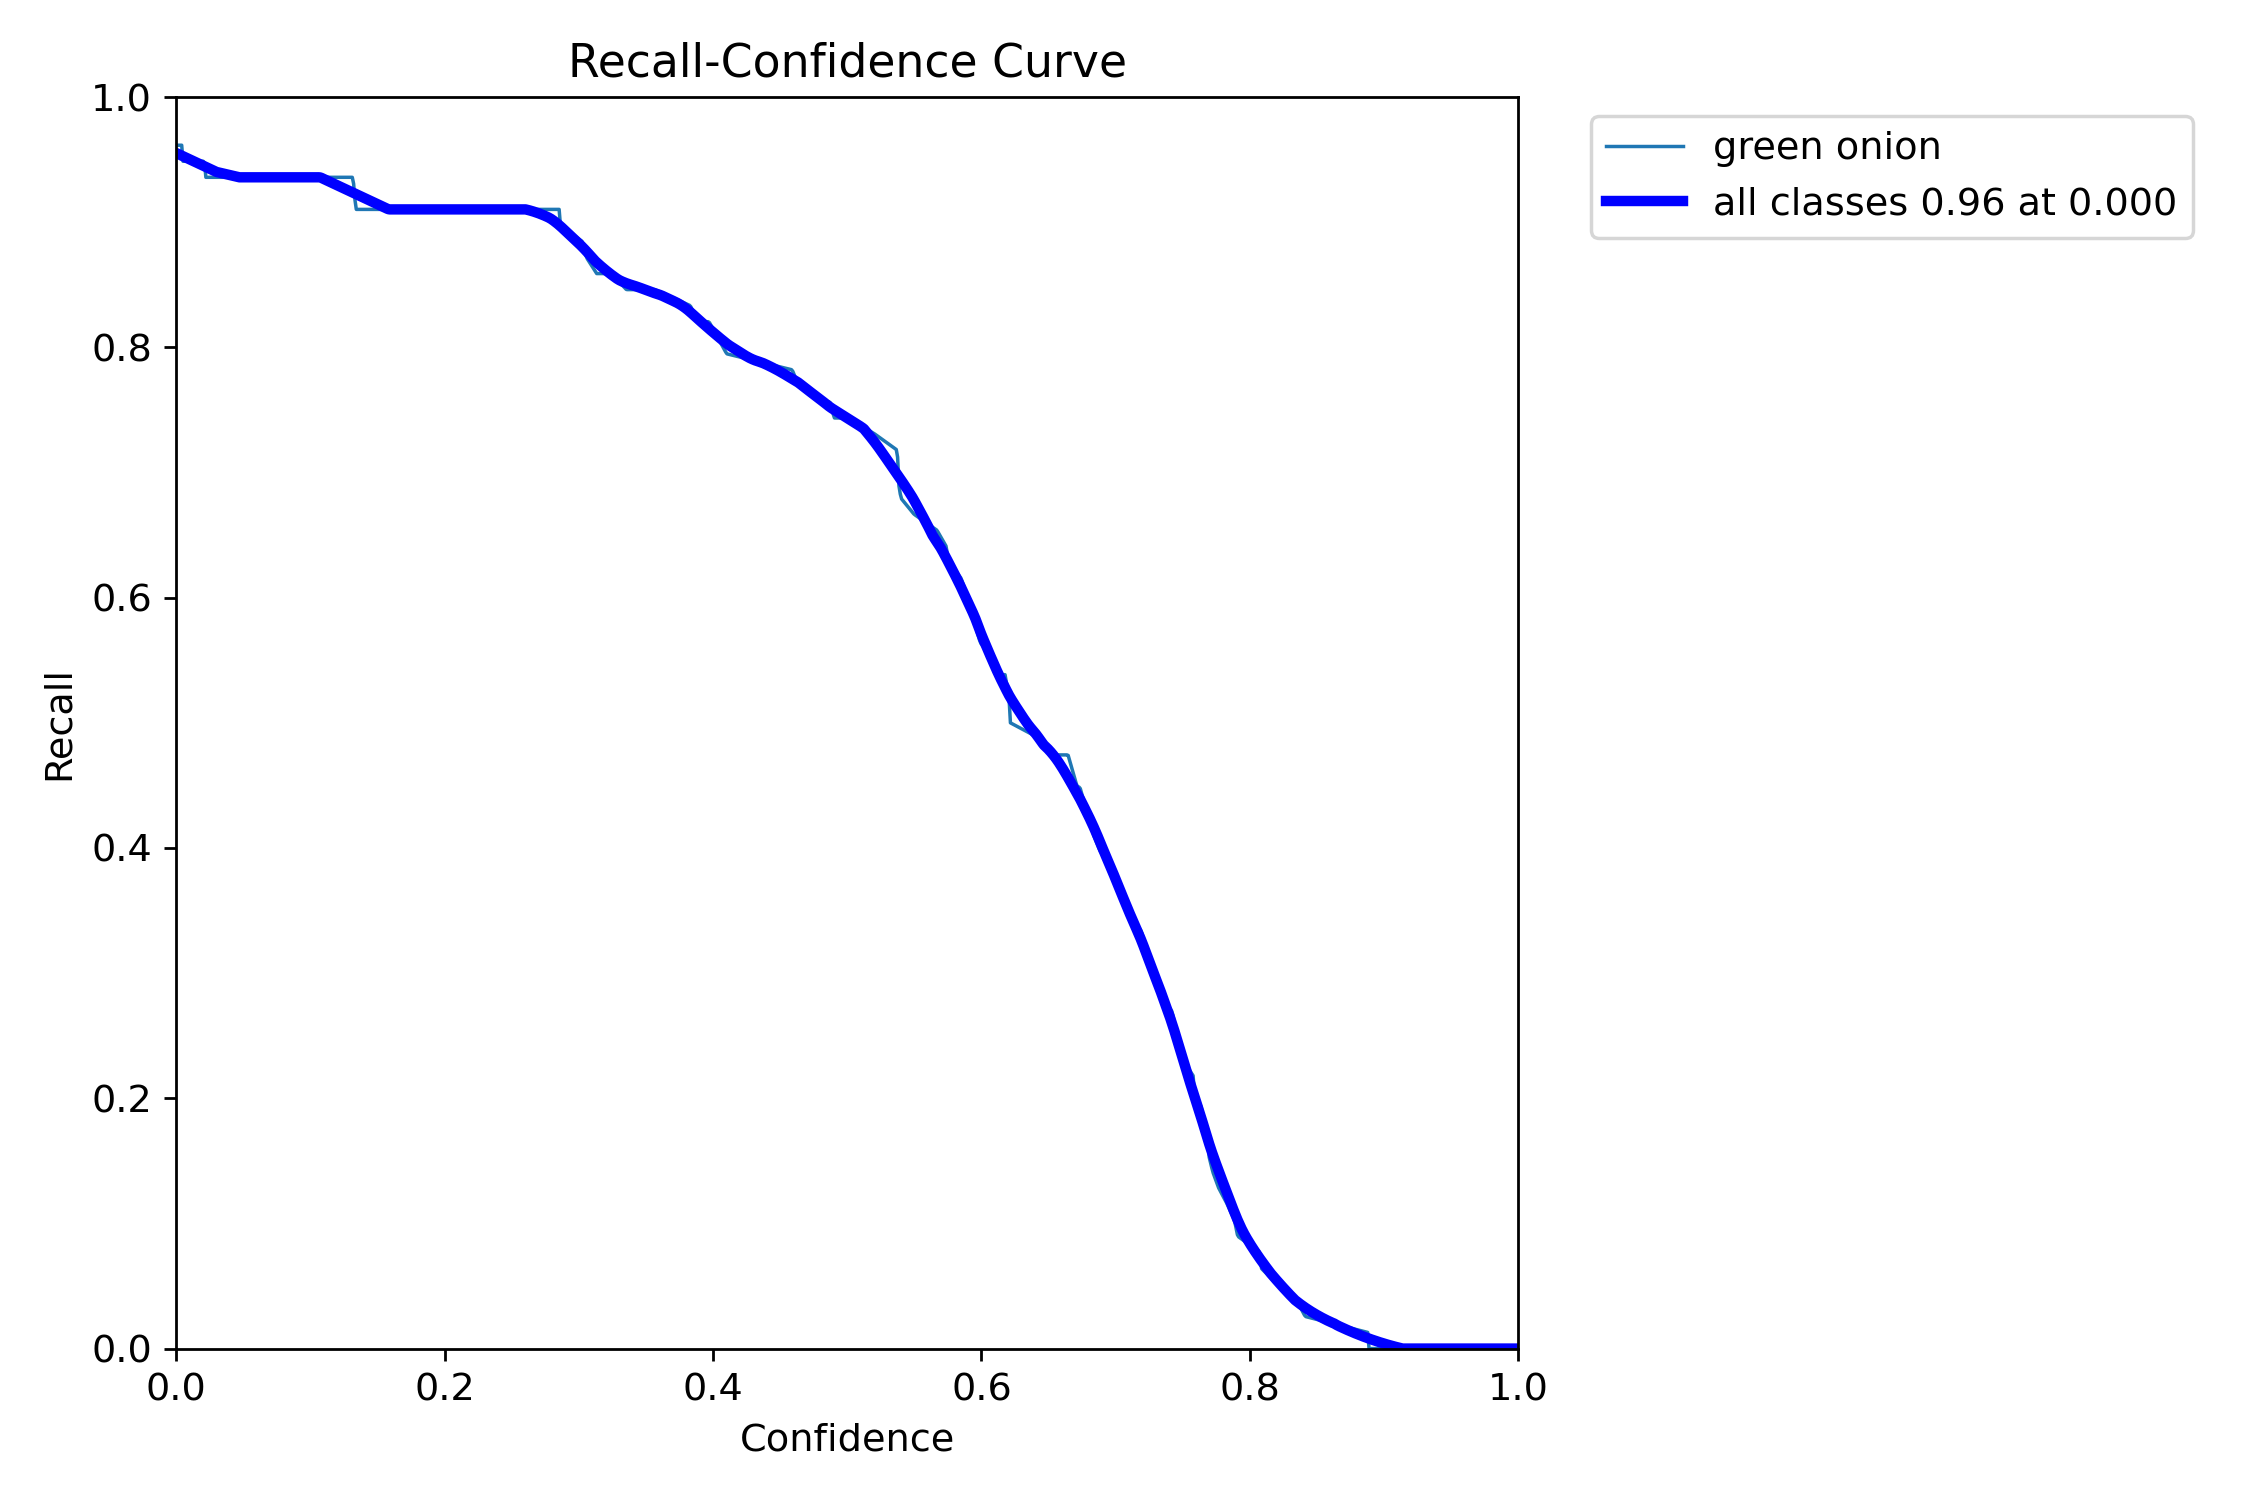 Recall-Confidence Curve
1.0
0.8
0.6
0.4
0.2
0.0
Recall
0.0 0.2 0.4 0.6 0.8 1.0
Confidence
green onion
all classes 0.96 at 0.000